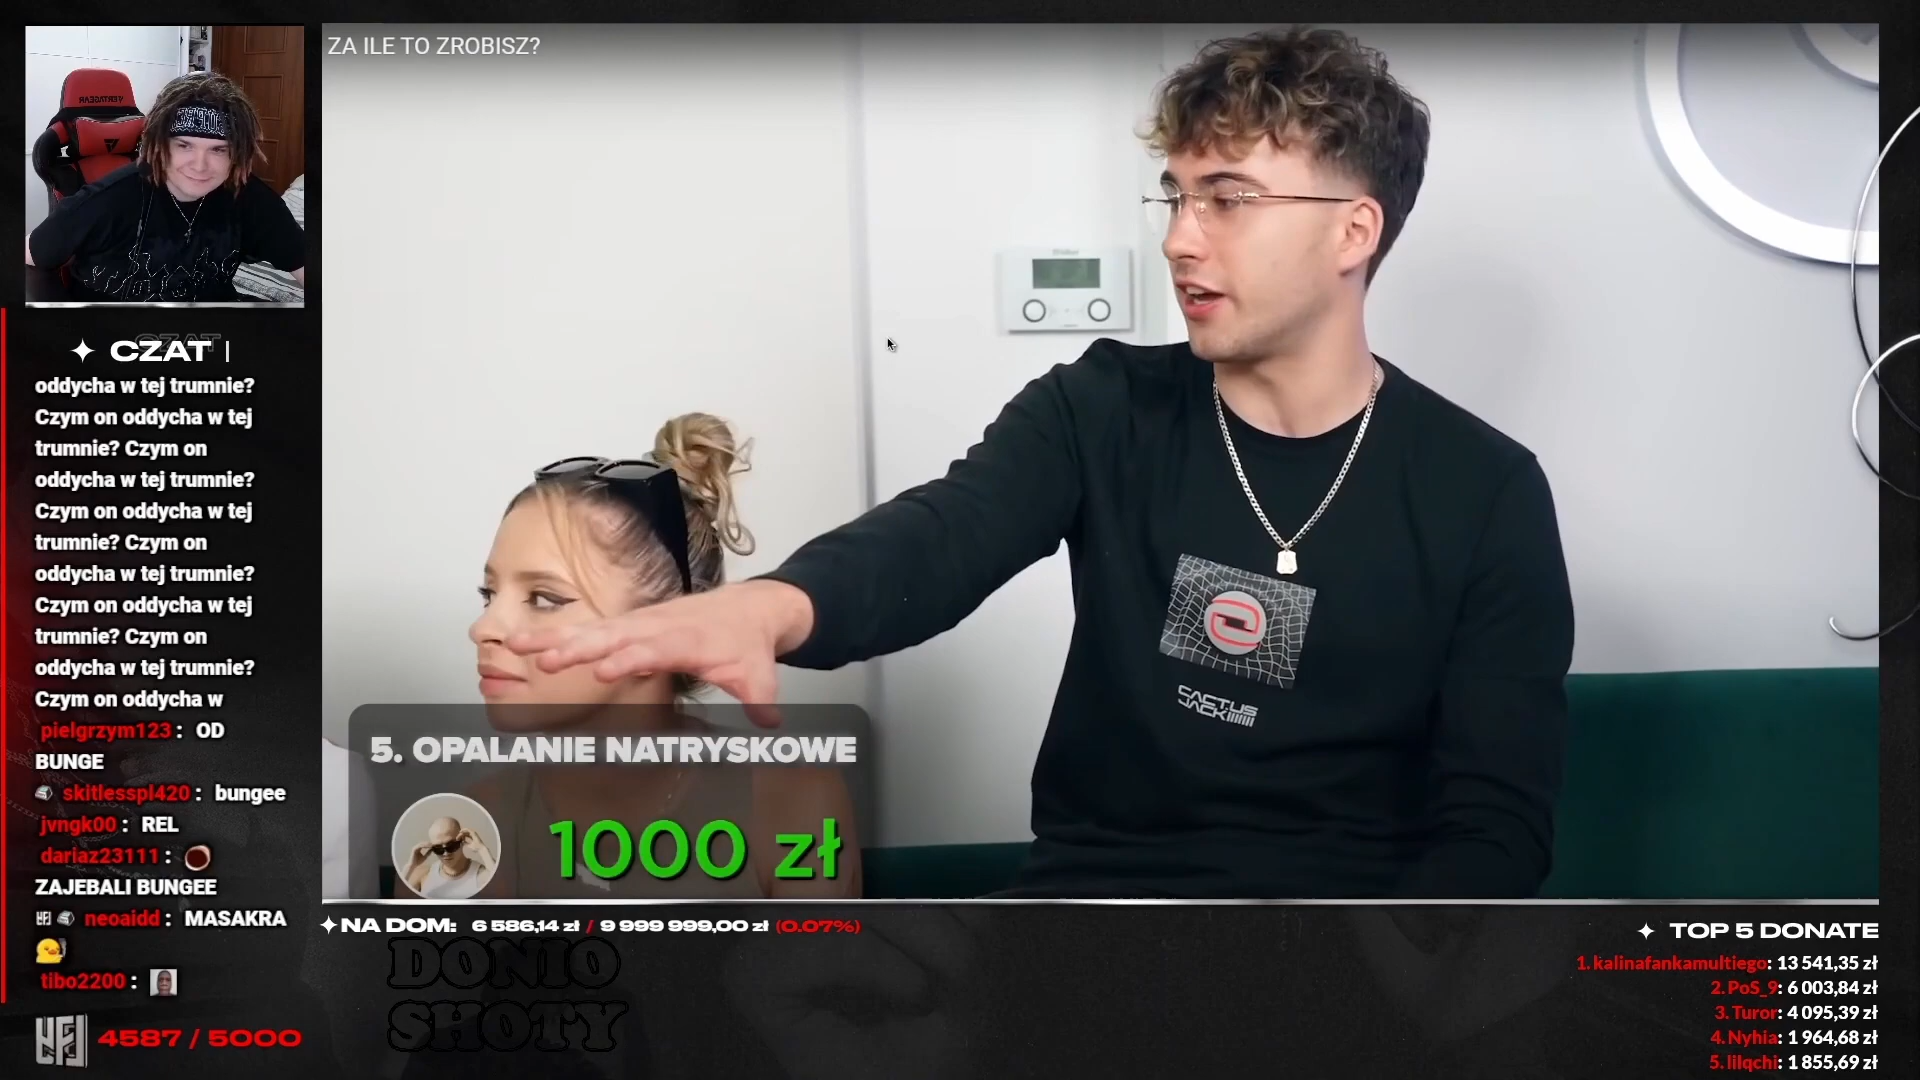 ZA ILE TO ZROBISZ?
CZAT
oddycha w tej trumnie?
Czym on oddycha w tej
trumnie? Czym on
oddycha w tej trumnie?
Czym on oddycha w tej
trumnie? Czym on
oddycha w tej trumnie?
Czym on oddycha w tej
trumnie? Czym on
oddycha w tej trumnie?
Czym on oddycha w
pielgrzym123 : OD
BUNGE
skitlesspl420 : bungee
jvngk00 : REL
dariaz23111 :
ZAJEBALI BUNGEE
neoaidd : MASAKRA
tibo2200 :
4587 / 5000
CACTUS
JACK
5. OPALANIE NATRYSKOWE
1000 zł
NA DOM: 6 586,14 zł / 9 999 999,00 zł (0.07%)
DONIO
SHOTY
TOP 5 DONATE
1. kalinafankamultiego: 13 541,35 zł
2. PoS_9: 6 003,84 zł
3. Turor: 4 095,39 zł
4. Nyhia: 1 964,68 zł
5. lilqchi: 1 855,69 zł